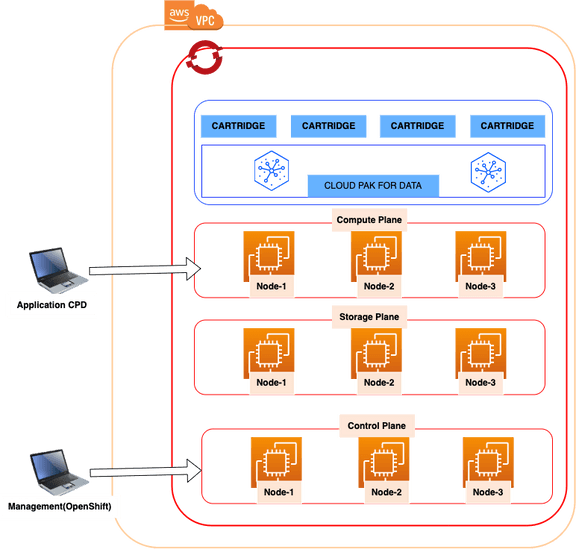 aws
VPC
CARTRIDGE
CARTRIDGE
CARTRIDGE
CARTRIDGE
CLOUD PAK FOR DATA
Compute Plane
Node-1
Node-2
Node-3
Application CPD
Storage Plane
Node-1
Node-2
Node-3
Control Plane
Node-1
Node-2
Node-3
Management(OpenShift)